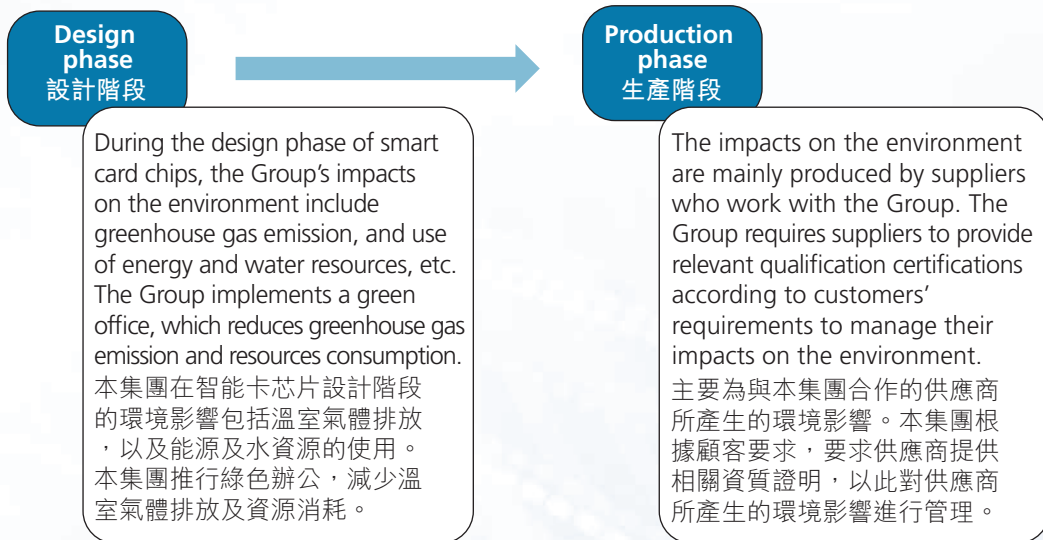 Design
phase
設計階段
During the design phase of smart
card chips, the Group's impacts
on the environment include
greenhouse gas emission, and use
of energy and water resources, etc.
The Group implements a green
office, which reduces greenhouse gas
emission and resources consumption.
本集團在智能卡芯片設計階段
的環境影響包括溫室氣體排放
，以及能源及水資源的使用。
本集團推行綠色辦公，減少溫
室氣體排放及資源消耗。
Production
phase
生產階段
The impacts on the environment
are mainly produced by suppliers
who work with the Group. The
Group requires suppliers to provide
relevant qualification certifications
according to customers'
requirements to manage their
impacts on the environment.
主要為與本集團合作的供應商
所產生的環境影響。本集團根
據顧客要求，要求供應商提供
相關資質證明，以此對供應商
所產生的環境影響進行管理。